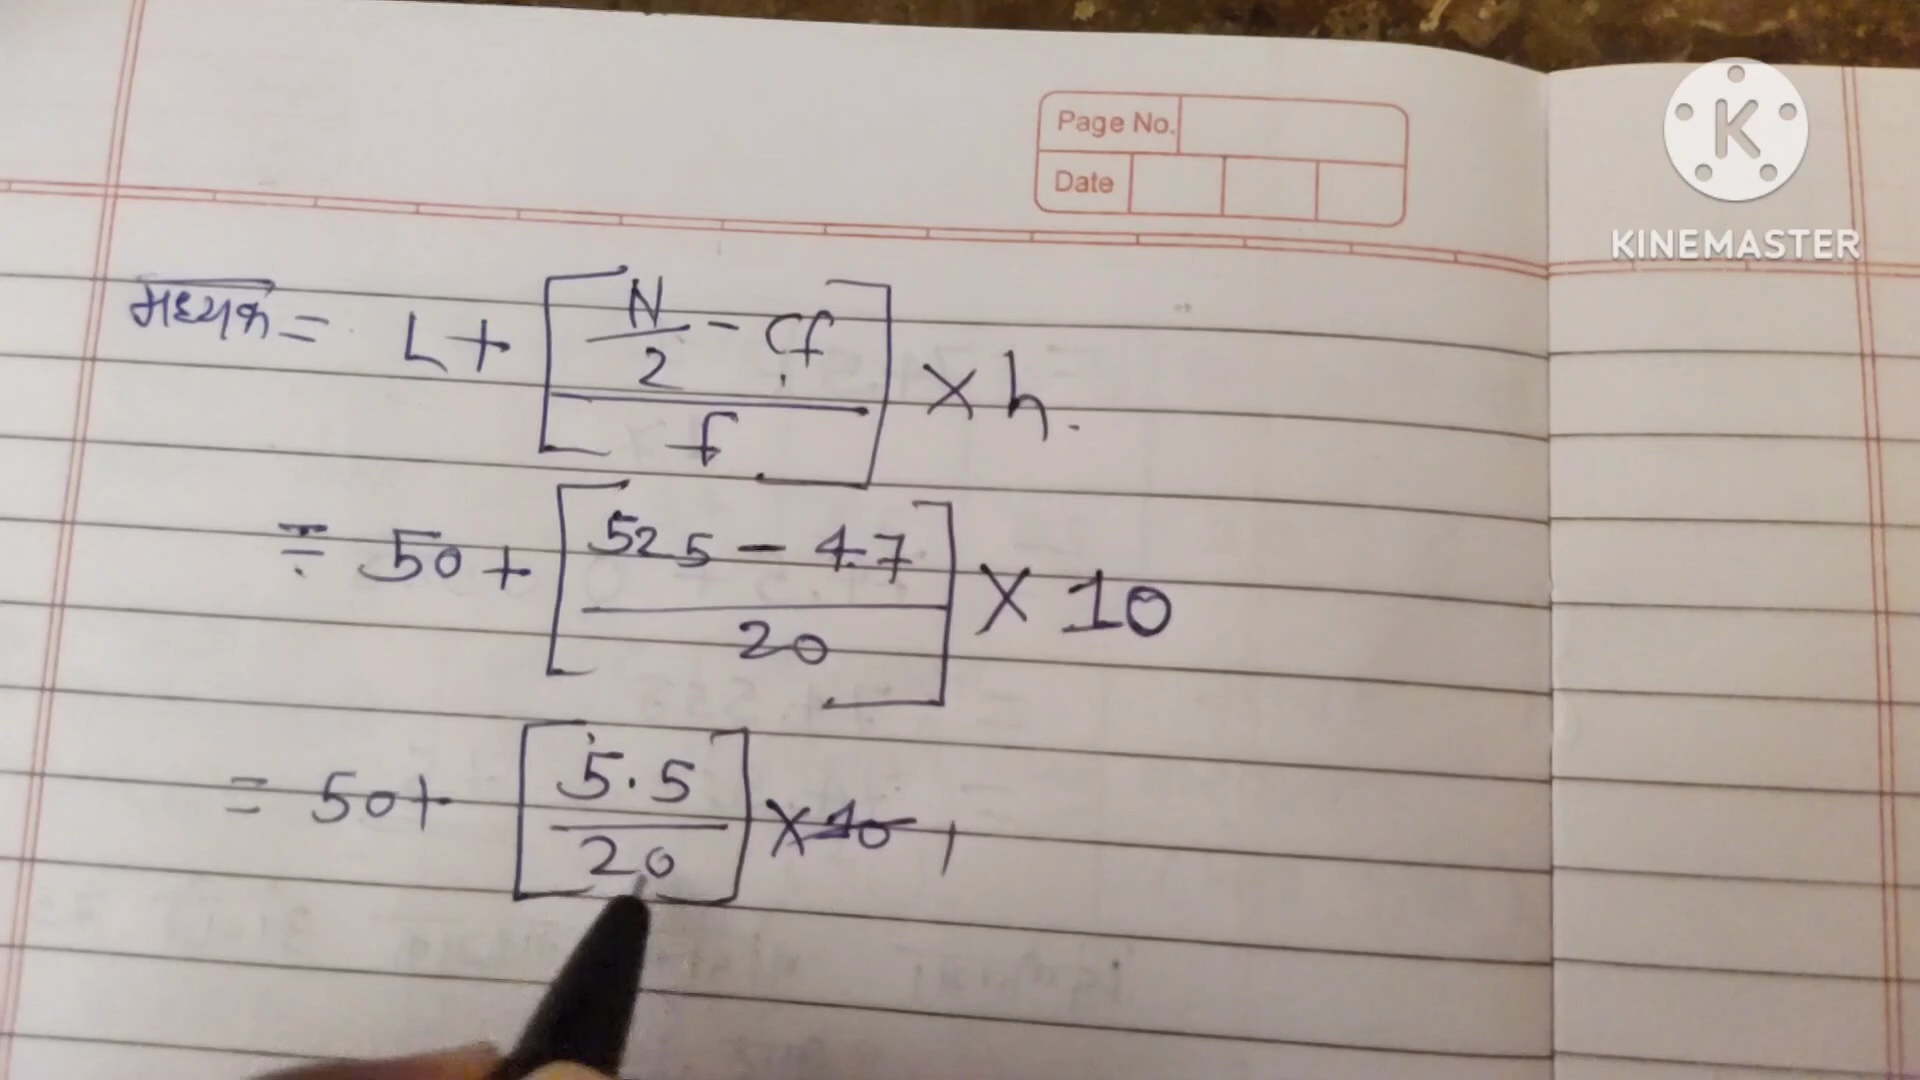 Page No.
Date
K
KINEMASTER
मध्यक = L + [N/2 - cf / f] × h.
= 50 + [52.5 - 47 / 20] × 10
= 50 + [5.5 / 20] × 10 1